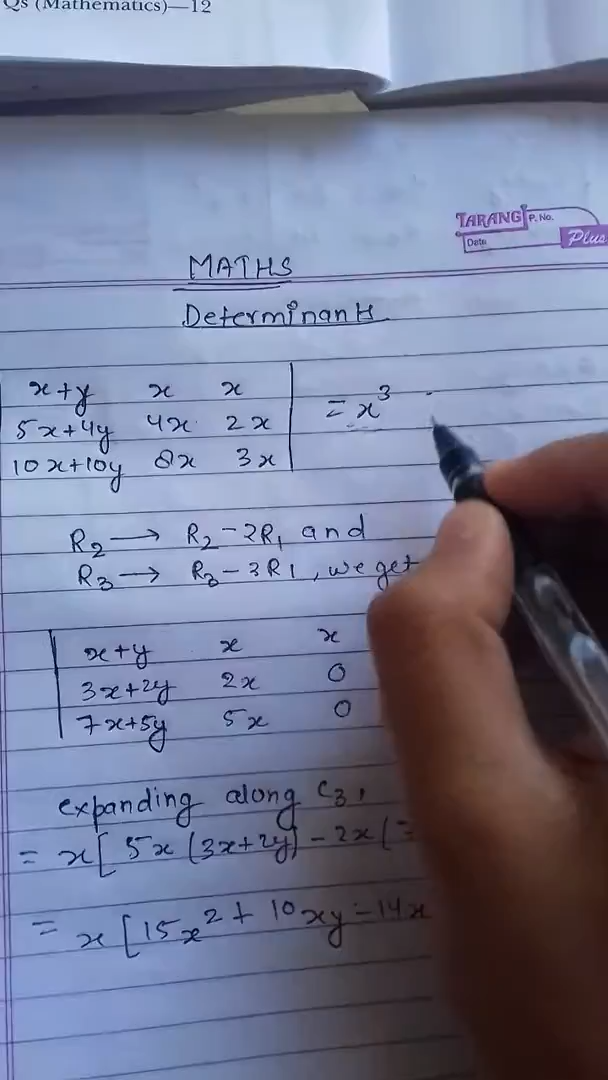 Qs (Mathematics)—12
TARANG P. No.
Date Plus
MATHS
Determinants
x+y x x
5x+4y 4x 2x = x³
10x+10y 8x 3x
R₂ → R₂ - 2R₁ and
R₃ → R₃ - 3R1, we get
x+y x x
3x+2y 2x 0
7x+5y 5x 0
expanding along C₃,
= x[ 5x (3x+2y) - 2x (
= x [15x² + 10xy - 14x